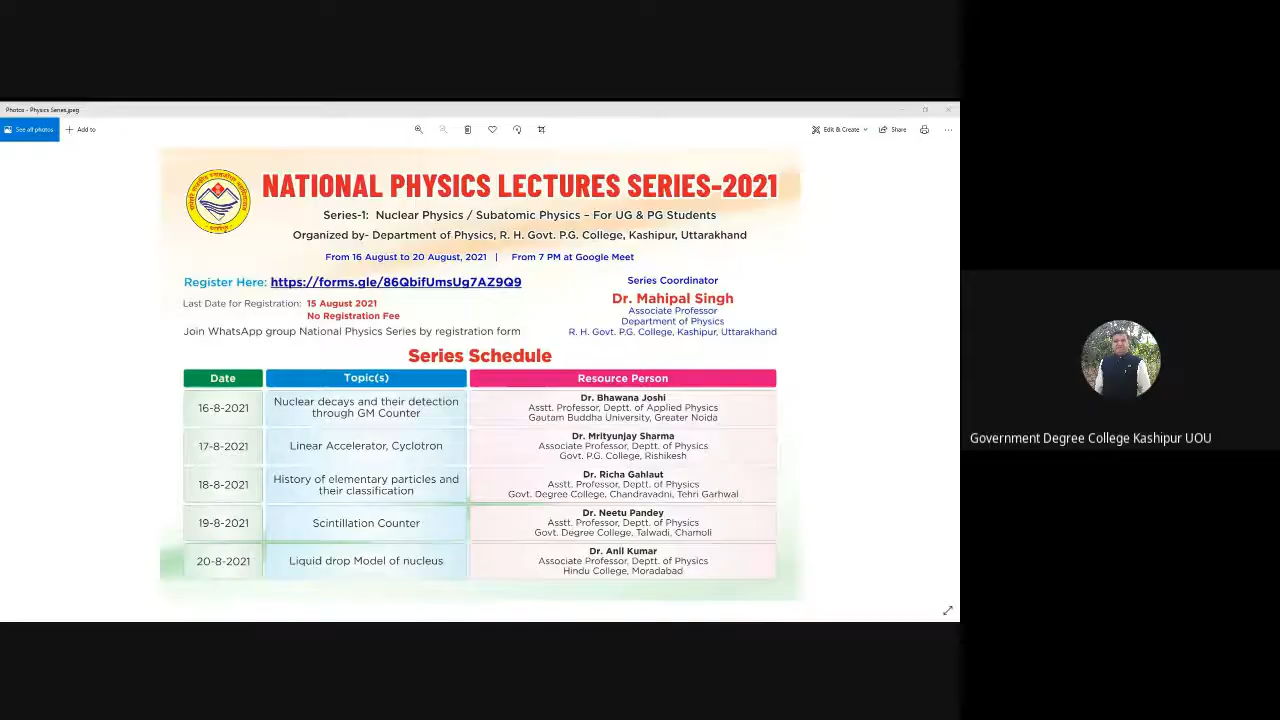 Photos - Physics Series.jpeg
See all photos
Add to
Edit & Create
Share
NATIONAL PHYSICS LECTURES SERIES-2021
Series-1: Nuclear Physics / Subatomic Physics – For UG & PG Students
Organized by- Department of Physics, R. H. Govt. P.G. College, Kashipur, Uttarakhand
From 16 August to 20 August, 2021 | From 7 PM at Google Meet
Register Here: https://forms.gle/86QbifUmsUg7AZ9Q9
Last Date for Registration: 15 August 2021
No Registration Fee
Join WhatsApp group National Physics Series by registration form
Series Coordinator
Dr. Mahipal Singh
Associate Professor
Department of Physics
R. H. Govt. P.G. College, Kashipur, Uttarakhand
Series Schedule
Date Topic(s) Resource Person
16-8-2021
Nuclear decays and their detection
through GM Counter
Dr. Bhawana Joshi
Asstt. Professor, Deptt. of Applied Physics
Gautam Buddha University, Greater Noida
17-8-2021
Linear Accelerator, Cyclotron
Dr. Mrityunjay Sharma
Associate Professor, Deptt. of Physics
Govt. P.G. College, Rishikesh
18-8-2021
History of elementary particles and
their classification
Dr. Richa Gahlaut
Asstt. Professor, Deptt. of Physics
Govt. Degree College, Chandravadni, Tehri Garhwal
19-8-2021
Scintillation Counter
Dr. Neetu Pandey
Asstt. Professor, Deptt. of Physics
Govt. Degree College, Talwadi, Chamoli
20-8-2021
Liquid drop Model of nucleus
Dr. Anil Kumar
Associate Professor, Deptt. of Physics
Hindu College, Moradabad
Government Degree College Kashipur UOU